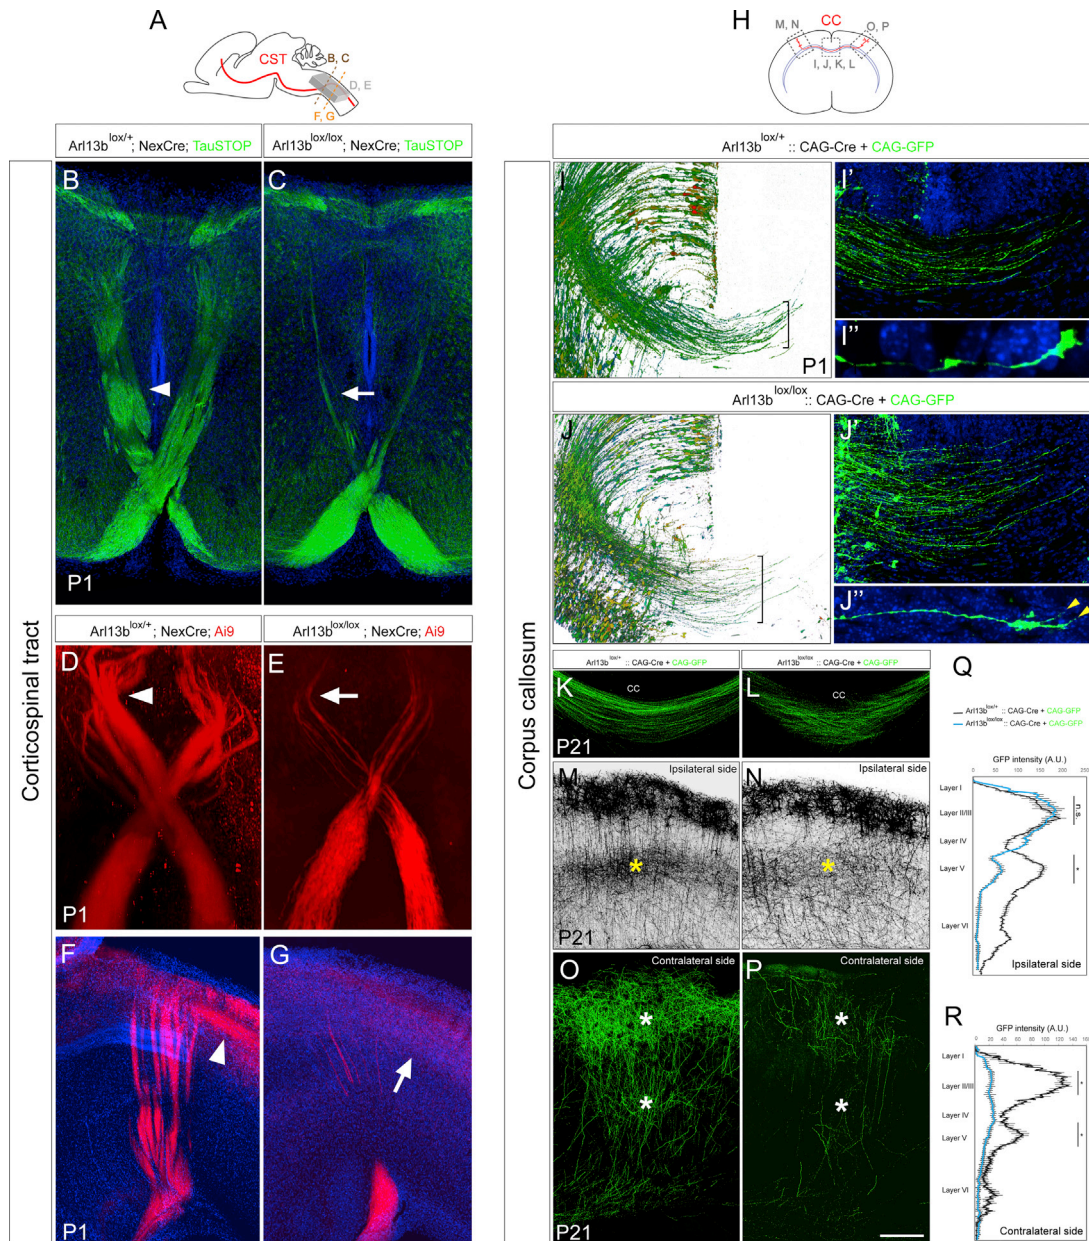 A
CST
B, C
D, E
F, G
H
M, N
CC
O, P
I, J, K, L
Corticospinal tract
Arl13b lox/+; NexCre; TauSTOP
Arl13b lox/lox; NexCre; TauSTOP
B
C
P1
Arl13b lox/+; NexCre; Ai9
Arl13b lox/lox; NexCre; Ai9
D
E
P1
F
G
P1
Corpus callosum
Arl13b lox/+ :: CAG-Cre + CAG-GFP
I
P1
I'
I''
Arl13b lox/lox :: CAG-Cre + CAG-GFP
J
J'
J''
Arl13b lox/+ :: CAG-Cre + CAG-GFP
Arl13b lox/lox :: CAG-Cre + CAG-GFP
K
cc
P21
L
cc
Ipsilateral side
M
*
P21
Ipsilateral side
N
*
Contralateral side
O
*
*
P21
Contralateral side
P
*
*
Q
Arl13b lox/+ :: CAG-Cre + CAG-GFP
Arl13b lox/lox :: CAG-Cre + CAG-GFP
GFP intensity (A.U.)
0 50 100 150 200 250
Layer I
Layer II/III
Layer IV
Layer V
Layer VI
n.s.
*
Ipsilateral side
R
GFP intensity (A.U.)
0 20 40 60 80 100 120 140 160
Layer I
Layer II/III
Layer IV
Layer V
Layer VI
*
*
Contralateral side